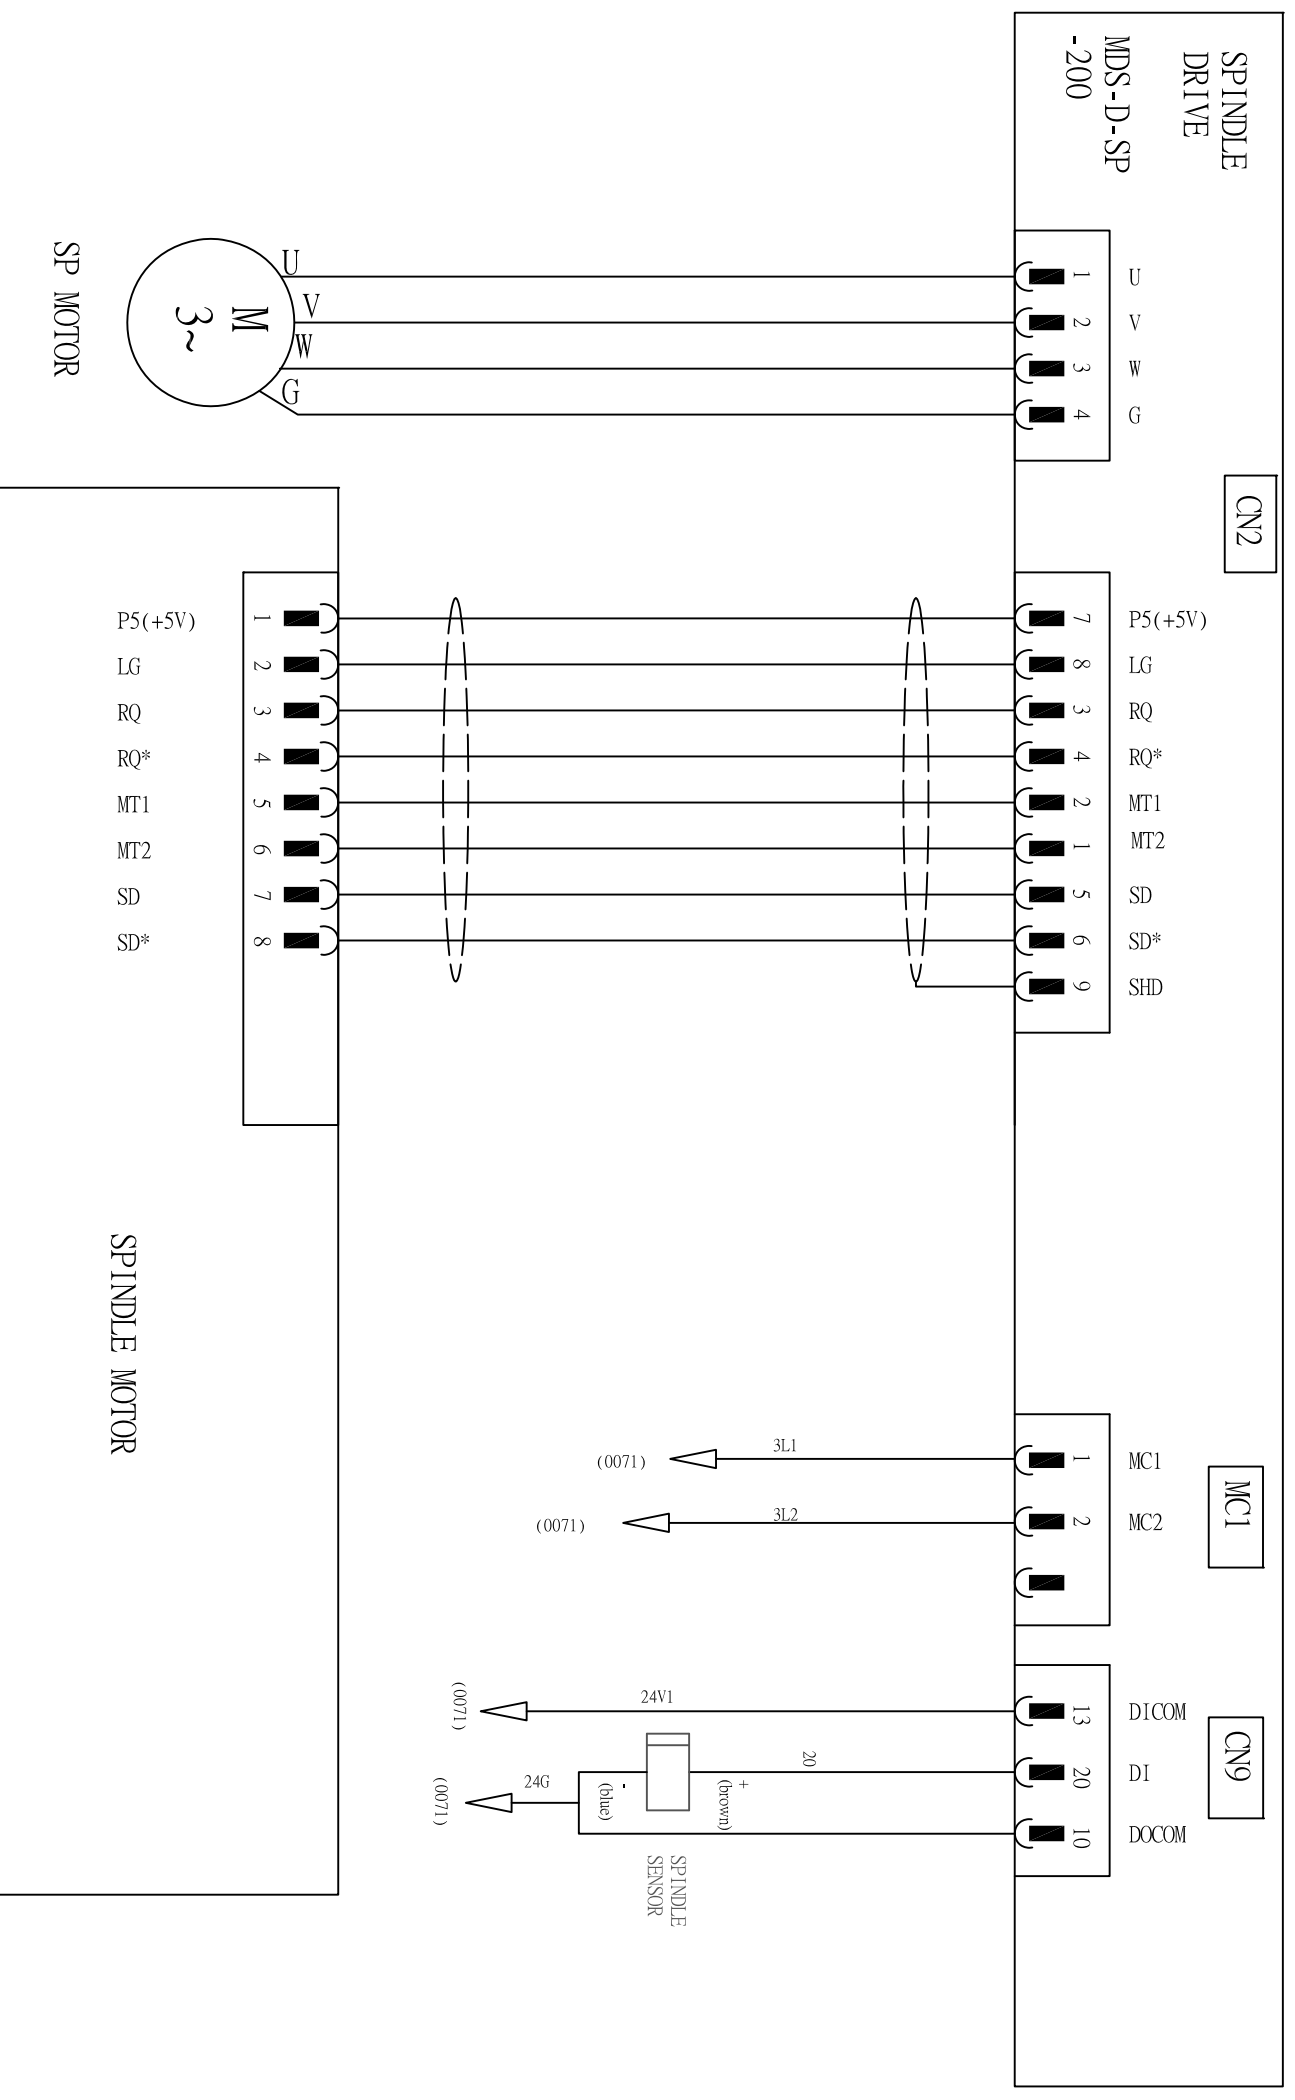 SPINDLE
DRIVE
MDS-D-SP
-200
U
V
W
G
M
3~
SP MOTOR
1 U
2 V
3 W
4 G
CN2
P5(+5V) 1
LG 2
RQ 3
RQ* 4
MT1 5
MT2 6
SD 7
SD* 8
7 P5(+5V)
8 LG
3 RQ
4 RQ*
2 MT1
1 MT2
5 SD
6 SD*
9 SHD
SPINDLE MOTOR
MC1
(0071) 3L1 1 MC1
(0071) 3L2 2 MC2
CN9
(0071) 24V1 13 DICOM
20 20 DI
(0071) 24G
-
(blue)
+
(brown)
10 DOCOM
SPINDLE
SENSOR